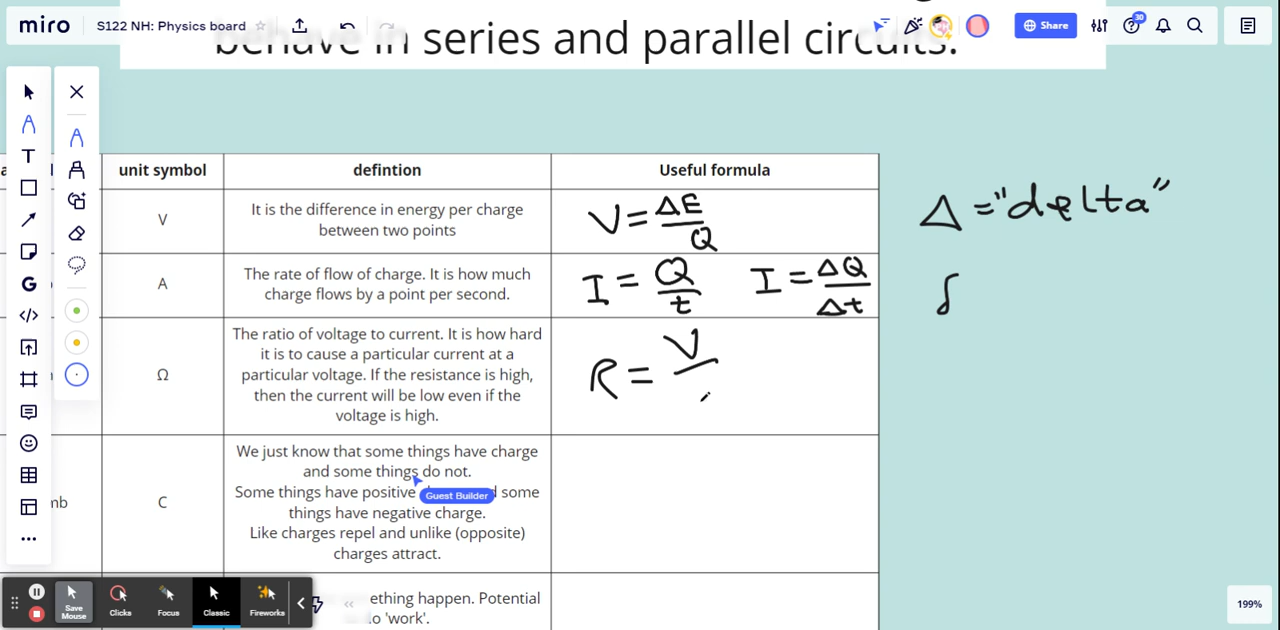 miro S122 NH: Physics board Share 30
behave in series and parallel circuits.
unit symbol defintion Useful formula
V
It is the difference in energy per charge
between two points
V = ΔE/Q
Δ = "delta"
A
The rate of flow of charge. It is how much
charge flows by a point per second.
I = Q/t I = ΔQ/Δt
δ
Ω
The ratio of voltage to current. It is how hard
it is to cause a particular current at a
particular voltage. If the resistance is high,
then the current will be low even if the
voltage is high.
R = V/
mb
C
We just know that some things have charge
and some things do not.
Some things have positive some
Guest Builder
things have negative charge.
Like charges repel and unlike (opposite)
charges attract.
ething happen. Potential
o 'work'.
Save Mouse Clicks Focus Classic Fireworks
199%